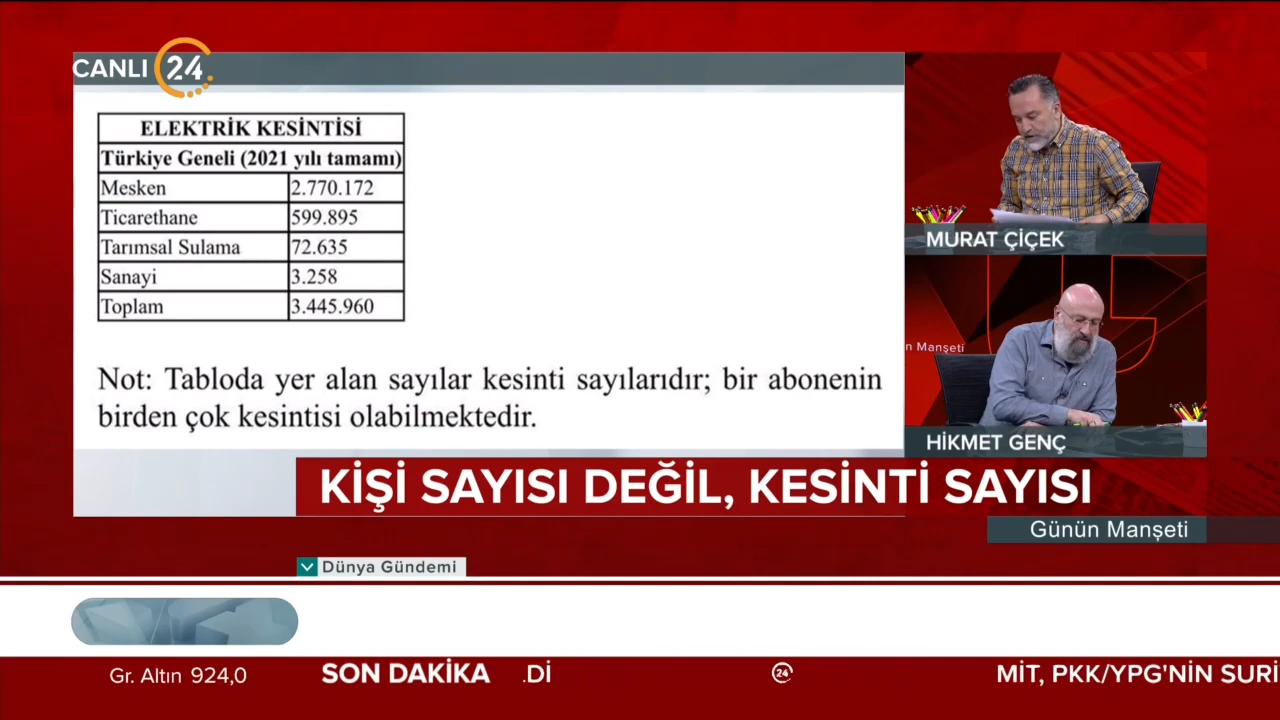 CANLI 24
ELEKTRİK KESİNTİSİ
Türkiye Geneli (2021 yılı tamamı)
Mesken 2.770.172
Ticarethane 599.895
Tarımsal Sulama 72.635
Sanayi 3.258
Toplam 3.445.960
Not: Tabloda yer alan sayılar kesinti sayılarıdır; bir abonenin
birden çok kesintisi olabilmektedir.
MURAT ÇİÇEK
n Manşeti
HİKMET GENÇ
KİŞİ SAYISI DEĞİL, KESİNTİ SAYISI
Günün Manşeti
Dünya Gündemi
Gr. Altın 924,0 SON DAKİKA .Dİ 24 MİT, PKK/YPG'NİN SURİ